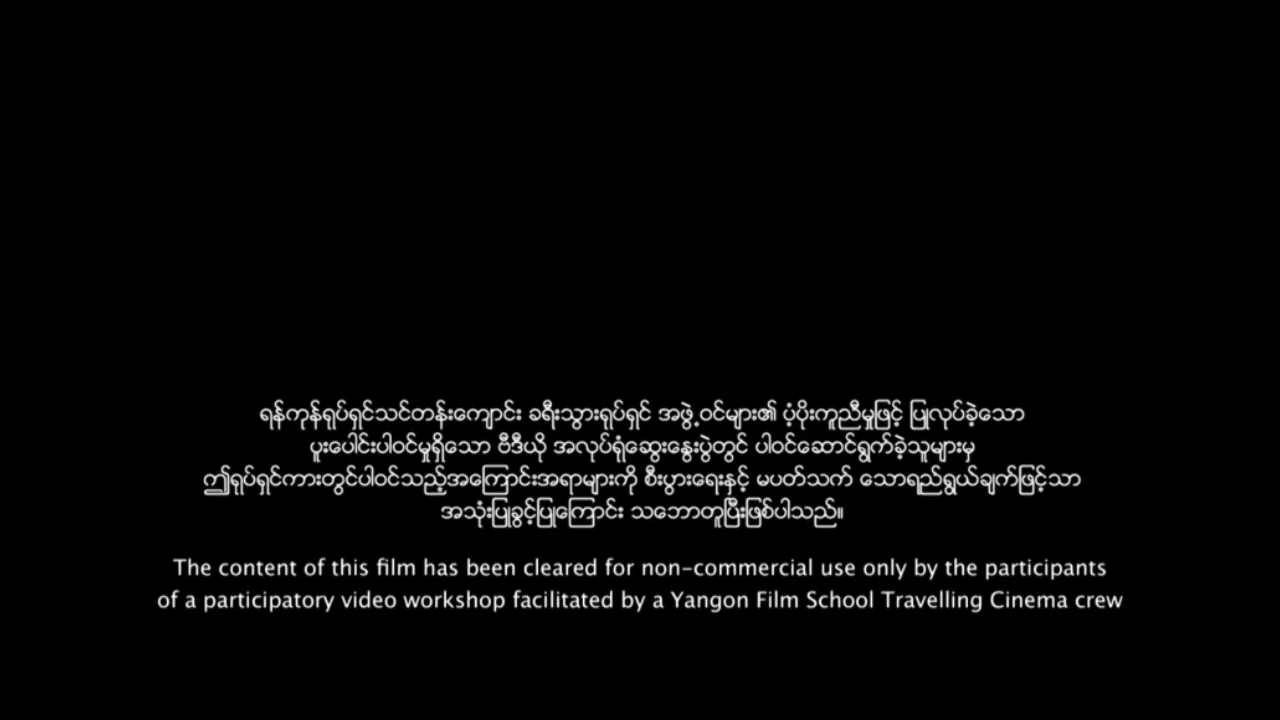 ရန်ကုန်ရုပ်ရှင်သင်တန်းကျောင်း ခရီးသွားရုပ်ရှင် အဖွဲ့ဝင်များ၏ ပံ့ပိုးကူညီမှုဖြင့် ပြုလုပ်ခဲ့သော
ပူးပေါင်းပါဝင်မှုရှိသော ဗီဒီယို အလုပ်ရုံဆွေးနွေးပွဲတွင် ပါဝင်ဆောင်ရွက်ခဲ့သူများမှ
ဤရုပ်ရှင်ကားတွင်ပါဝင်သည့်အကြောင်းအရာများကို စီးပွားရေးနှင့် မပတ်သက် သောရည်ရွယ်ချက်ဖြင့်သာ
အသုံးပြုခွင့်ပြုကြောင်း သဘောတူပြီးဖြစ်ပါသည်။
The content of this film has been cleared for non-commercial use only by the participants
of a participatory video workshop facilitated by a Yangon Film School Travelling Cinema crew